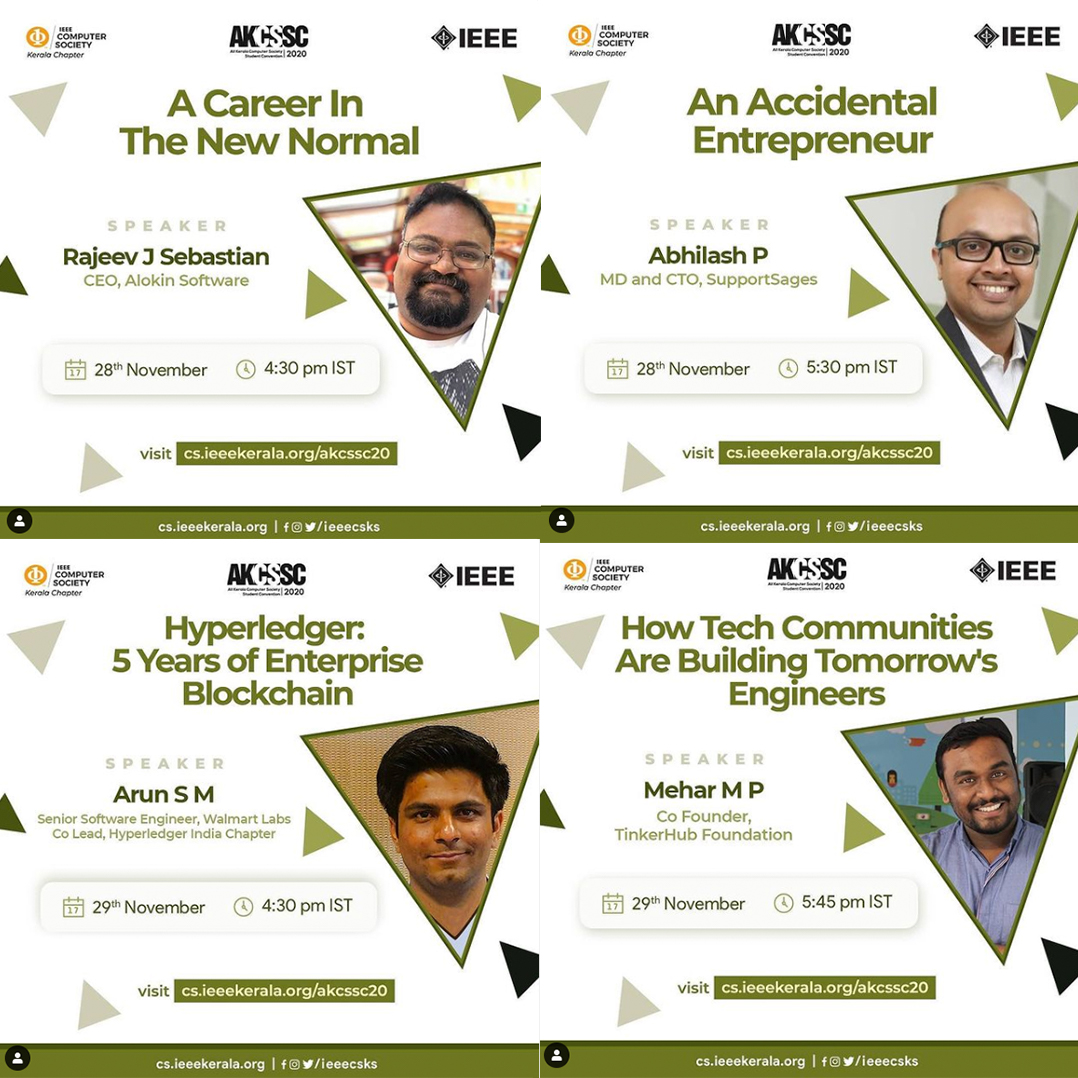 IEEE
COMPUTER
SOCIETY
Kerala Chapter
AKCSSC
All Kerala Computer Society
Student Convention 2020
IEEE
A Career In
The New Normal
SPEAKER
Rajeev J Sebastian
CEO, Alokin Software
17 28th November 4:30 pm IST
visit cs.ieeekerala.org/akcssc20
cs.ieeekerala.org | /ieeecsks
IEEE
COMPUTER
SOCIETY
Kerala Chapter
AKCSSC
All Kerala Computer Society
Student Convention 2020
IEEE
An Accidental
Entrepreneur
SPEAKER
Abhilash P
MD and CTO, SupportSages
17 28th November 5:30 pm IST
visit cs.ieeekerala.org/akcssc20
cs.ieeekerala.org | /ieeecsks
IEEE
COMPUTER
SOCIETY
Kerala Chapter
AKCSSC
All Kerala Computer Society
Student Convention 2020
IEEE
Hyperledger:
5 Years of Enterprise
Blockchain
SPEAKER
Arun S M
Senior Software Engineer, Walmart Labs
Co Lead, Hyperledger India Chapter
17 29th November 4:30 pm IST
visit cs.ieeekerala.org/akcssc20
cs.ieeekerala.org | /ieeecsks
IEEE
COMPUTER
SOCIETY
Kerala Chapter
AKCSSC
All Kerala Computer Society
Student Convention 2020
IEEE
How Tech Communities
Are Building Tomorrow's
Engineers
SPEAKER
Mehar M P
Co Founder,
TinkerHub Foundation
17 29th November 5:45 pm IST
visit cs.ieeekerala.org/akcssc20
cs.ieeekerala.org | /ieeecsks